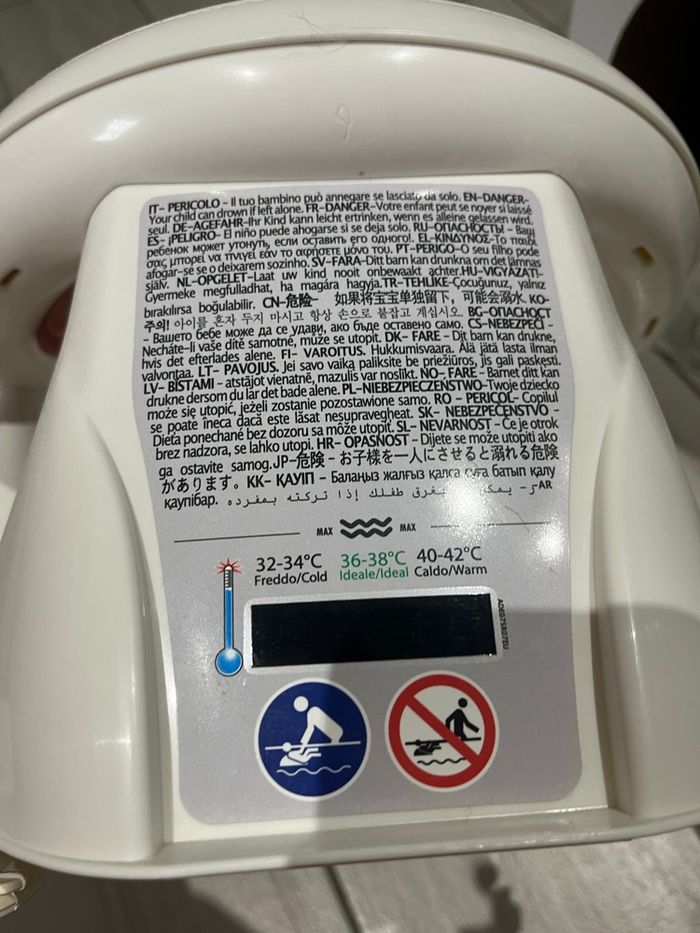 IT- PERICOLO - Il tuo bambino può annegare se lasciato da solo. EN-DANGER-
Your child can drown if left alone. FR-DANGER-Votre enfant peut se noyer si laissé
seul. DE-AGEFAHR-Ihr Kind kann leicht ertrinken, wenn es alleine gelassen wird.
ES- ¡PELIGRO- El niño puede ahogarse si se deja solo. RU-ОПАСНОСТЬ! - Ваш
ребенок может утонуть, если оставить его одного!. EL-ΚΙΝΔΥΝΟΣ-Το παιδί
σας μπορεί να πνιγεί εάν το αφήσετε μόνο του. PT-PERIGO-O seu filho pode
afogar-se se o deixarem sozinho. SV-FARA-Ditt barn kan drunkna om det lämnas
själv. NL-OPGELET-Laat uw kind nooit onbewaakt achter.HU-VIGYAZATI-
Gyermeke megfulladhat, ha magára hagyja.TR-TEHLİKE-Çocuğunuz, yalnız
bırakılırsa boğulabilir. CN-危险- 如果将宝宝单独留下，可能会溺水. KO-
주의! 아이를 혼자 두지 마시고 항상 손으로 붙잡고 계십시오. BG-ОПАСНОСТ
- Вашето бебе може да се удави, ако бъде оставено само. CS-NEBEZPEČÍ -
Necháte-li vaše dítě samotné, může se utopit. DK- FARE - Dit barn kan drukne,
hvis det efterlades alene. FI- VAROITUS. Hukkumisvaara. Älä jätä lasta ilman
valvontaa. LT- PAVOJUS. Jei savo vaiką paliksite be priežiūros, jis gali paskęsti.
LV- BĪSTAMI - atstājot vienatnē, mazulis var noslīkt. NO-, FARE - Barnet ditt kan
drukne dersom du lar det bade alene. PL-NIEBEZPIECZEŃSTWO-Twoje dziecko
może się utopić, jeżeli zostanie pozostawione samo. RO - PERICOL- Copilul
se poate îneca dacă este lăsat nesupravegheat. SK- NEBEZPEČENSTVO -
Dieťa ponechané bez dozoru sa môže utopiť. SL- NEVARNOST- Če je otrok
brez nadzora, se lahko utopi. HR- OPASNOST - Dijete se može utopiti ako
ga ostavite samog.JP-危険 - お子様を一人にさせると溺れる危険
があります。KK- ҚАУІП - Балаңыз жалғыз қалса суға батып қалу
қаупібар. AR- يمكن يغرق طفلك إذا تركته بمفرده
MAX MAX
32-34°C 36-38°C 40-42°C
Freddo/Cold Ideale/Ideal Caldo/Warm